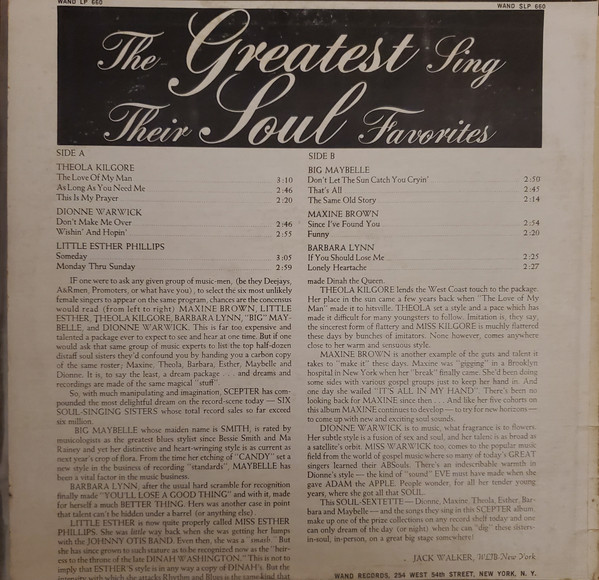 WAND LP 660
WAND SLP 660
The Greatest Sing
Their Soul Favorites
SIDE A
THEOLA KILGORE
The Love Of My Man 3:10
As Long As You Need Me 2:46
This Is My Prayer 2:20
DIONNE WARWICK
Don't Make Me Over 2:46
Wishin' And Hopin' 2:55
LITTLE ESTHER PHILLIPS
Someday 3:05
Monday Thru Sunday 2:59
IF one were to ask any given group of music-men, (be they Deejays,
A&Rmen, Promoters, or what have you), to select the six most unlikely
female singers to appear on the same program, chances are the concensus
would read (from left to right) MAXINE BROWN, LITTLE
ESTHER, THEOLA KILGORE, BARBARA LYNN, "BIG" MAY-
BELLE, and DIONNE WARWICK. This is far too expensive and
talented a package ever to expect to see and hear at one time. But if one
would ask that same group of music experts to list the top half-dozen
distaff soul sisters they'd confound you by handing you a carbon copy
of the same roster; Maxine, Theola, Barbara, Esther, Maybelle and
Dionne. It is, to say the least, a dream package . . . and dreams and
recordings are made of the same magical "stuff".
So, with much manipulating and imagination, SCEPTER has com-
pounded the most delightful dream on the record-scene today — SIX
SOUL-SINGING SISTERS whose total record sales so far exceed
six million.
BIG MAYBELLE whose maiden name is SMITH, is rated by
musicologists as the greatest blues stylist since Bessie Smith and Ma
Rainey and yet her distinctive & heart-winging style is as current as
next year's crop of flora. From the time her etching of "CANDY" set a
new style in the business of recording "standards", MAYBELLE has
been a vital factor in the music business.
BARBARA LYNN, after the usual hard scramble for recognition
finally made "YOU'LL LOSE A GOOD THING" and with it, made
for herself a much BETTER THING. Hers was another case in point
that talent can't be hidden under a barrel (or anything else).
LITTLE ESTHER is now quite properly called MISS ESTHER
PHILLIPS. She was little way back when she was getting her lumps
with the JOHNNY OTIS BAND. Even then, she was a smash. But
she has since grown to such stature as to be recognized now as the "heir-
ess to the throne of the late DINAH WASHINGTON." This is not to
imply that ESTHER'S style is in any way a copy of DINAH's. But the
intensity with which she attacks Rhythm and Blues is the same kind that
SIDE B
BIG MAYBELLE
Don't Let The Sun Catch You Cryin' 2:50
That's All 2:45
The Same Old Story 2:14
MAXINE BROWN
Since I've Found You 2:54
Funny 2:20
BARBARA LYNN
If You Should Lose Me 2:25
Lonely Heartache 2:27
made Dinah the Queen.
THEOLA KILGORE lends the West Coast touch to the package.
Her place in the sun came a few years back when "The Love of My
Man" made it to hitsville. THEOLA set a style and a pace which has
made it difficult for many youngsters to follow. Imitation is, they say,
the sincerest form of flattery and MISS KILGORE is muchly flattered
these days by bunches of imitators. None however, comes anywhere
close to her warm and sensuous style.
MAXINE BROWN is another example of the guts and talent it
takes to "make it" these days. Maxine was "gigging" in a Brooklyn
hospital in New York when her "break" finally came. She'd been doing
some sides with various gospel groups just to keep her hand in. And
one day she wailed "IT'S ALL IN MY HAND". There's been no
looking back for MAXINE since then . . . And like her five cohorts on
this album MAXINE continues to develop — to try for new horizons —
to come up with new and exciting soul sounds.
DIONNE WARWICK is to music, what fragrance is to flowers.
Her subtle style is a fusion of sex and soul, and her talent is as broad as
a satellite's orbit. MISS WARWICK too, comes to the popular music
field from the world of gospel music where so many of today's GREAT
singers learned their ABSouls. There's an indescribable warmth in
Dionne's style — the kind of "sound" EVE must have made when she
gave ADAM the APPLE. People wonder, for all her tender young
years, where she got all that SOUL.
This SOUL-SEXTETTE — Dionne, Maxine, Theola, Esther, Bar-
bara and Maybelle — and the songs they sing on this SCEPTER album,
make up one of the prize collections on any record shelf today and one
can only dream of the day (or night) when he can, "dig" these sisters-
in-soul, in-person, on a great big stage somewhere!
JACK WALKER, WLIB-New York
WAND RECORDS, 254 WEST 54th STREET, NEW YORK, N. Y.